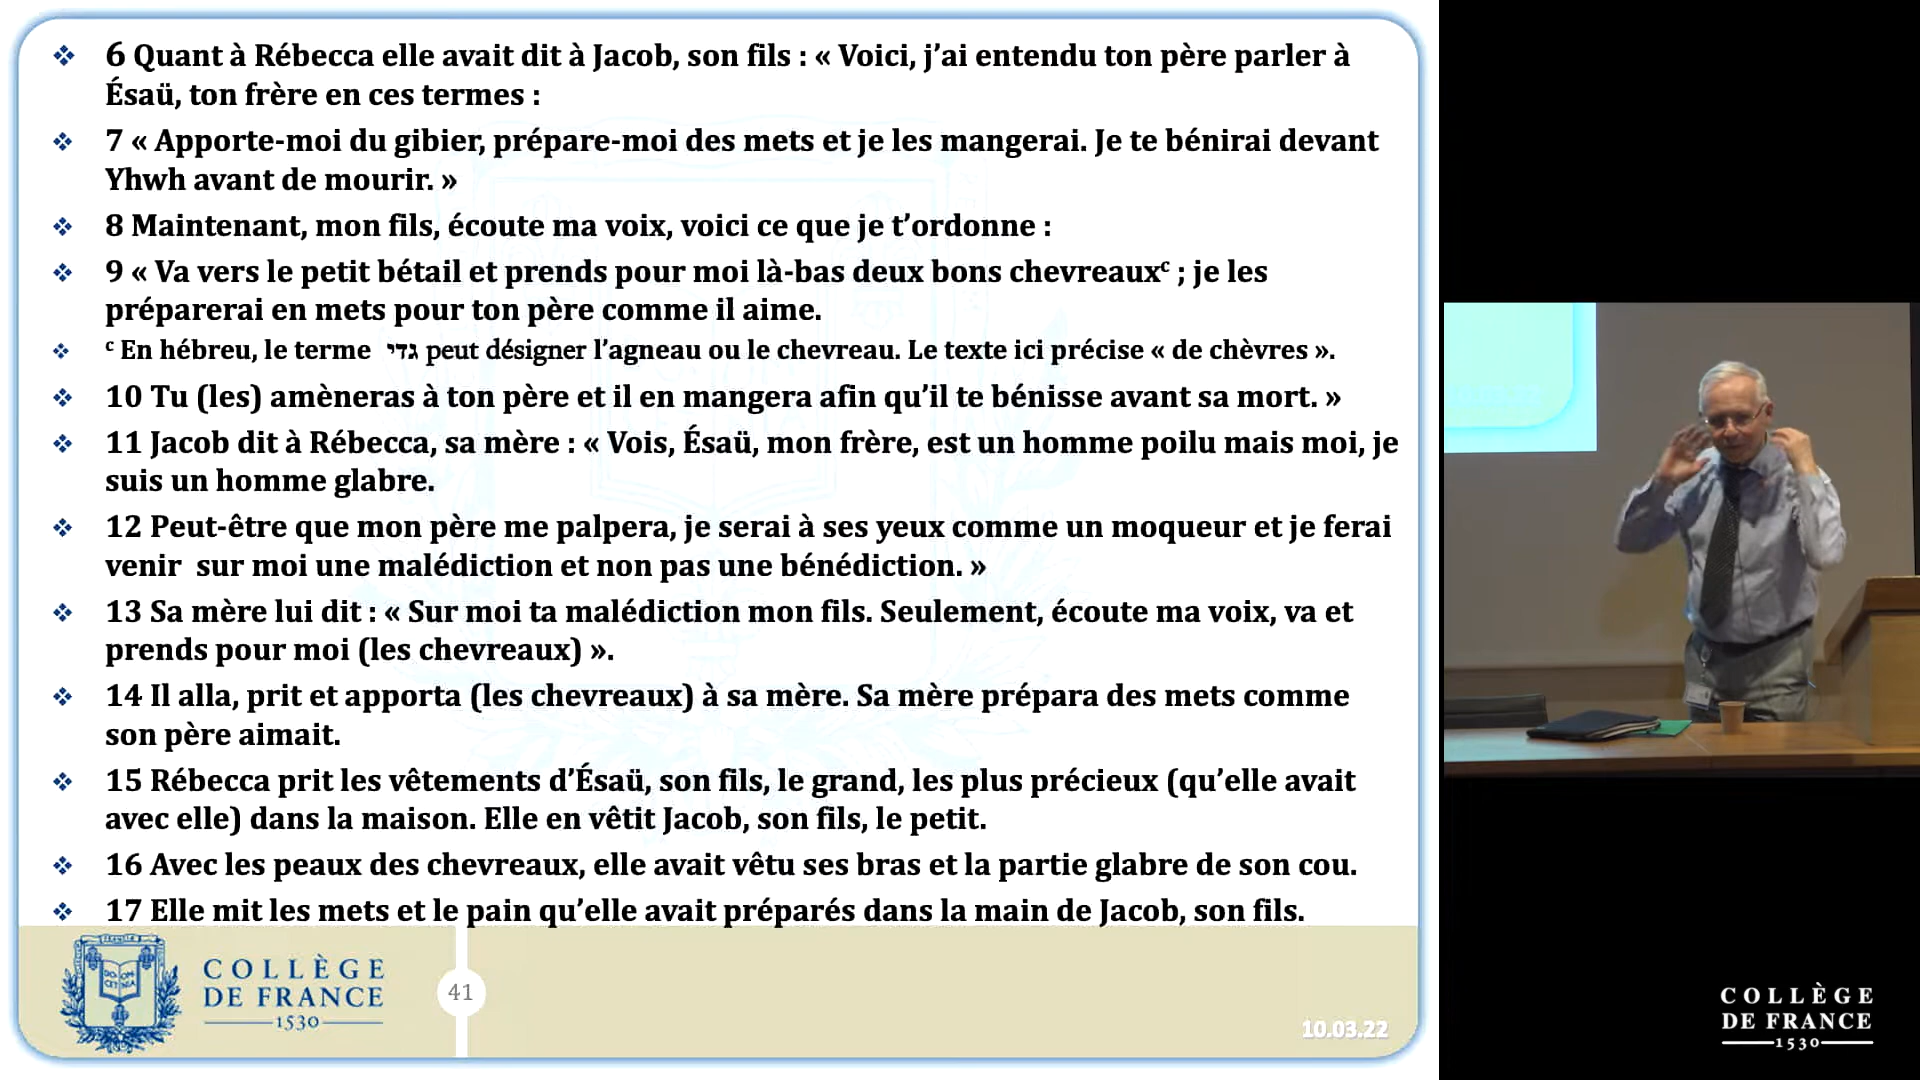 6 Quant à Rébecca elle avait dit à Jacob, son fils : « Voici, j’ai entendu ton père parler à
Ésaü, ton frère en ces termes :
7 « Apporte-moi du gibier, prépare-moi des mets et je les mangerai. Je te bénirai devant
Yhwh avant de mourir. »
8 Maintenant, mon fils, écoute ma voix, voici ce que je t’ordonne :
9 « Va vers le petit bétail et prends pour moi là-bas deux bons chevreauxᶜ ; je les
préparerai en mets pour ton père comme il aime.
ᶜ En hébreu, le terme גדי peut désigner l’agneau ou le chevreau. Le texte ici précise « de chèvres ».
10 Tu (les) amèneras à ton père et il en mangera afin qu’il te bénisse avant sa mort. »
11 Jacob dit à Rébecca, sa mère : « Vois, Ésaü, mon frère, est un homme poilu mais moi, je
suis un homme glabre.
12 Peut-être que mon père me palpera, je serai à ses yeux comme un moqueur et je ferai
venir sur moi une malédiction et non pas une bénédiction. »
13 Sa mère lui dit : « Sur moi ta malédiction mon fils. Seulement, écoute ma voix, va et
prends pour moi (les chevreaux) ».
14 Il alla, prit et apporta (les chevreaux) à sa mère. Sa mère prépara des mets comme
son père aimait.
15 Rébecca prit les vêtements d’Ésaü, son fils, le grand, les plus précieux (qu’elle avait
avec elle) dans la maison. Elle en vêtit Jacob, son fils, le petit.
16 Avec les peaux des chevreaux, elle avait vêtu ses bras et la partie glabre de son cou.
17 Elle mit les mets et le pain qu’elle avait préparés dans la main de Jacob, son fils.
COLLÈGE
DE FRANCE
1530
41
10.03.22
COLLÈGE
DE FRANCE
1530